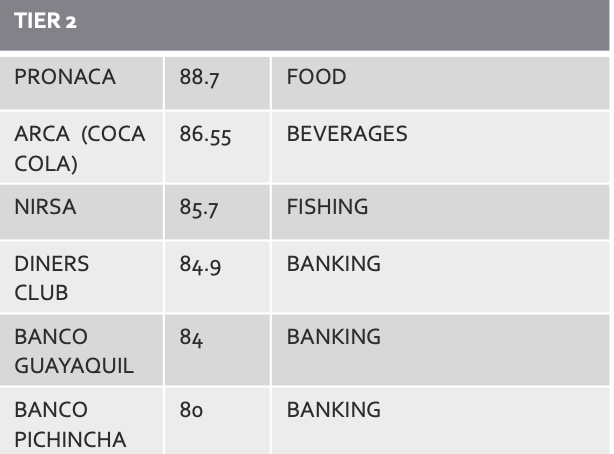 TIER 2
PRONACA 88.7 FOOD
ARCA (COCA COLA) 86.55 BEVERAGES
NIRSA 85.7 FISHING
DINERS CLUB 84.9 BANKING
BANCO GUAYAQUIL 84 BANKING
BANCO PICHINCHA 80 BANKING